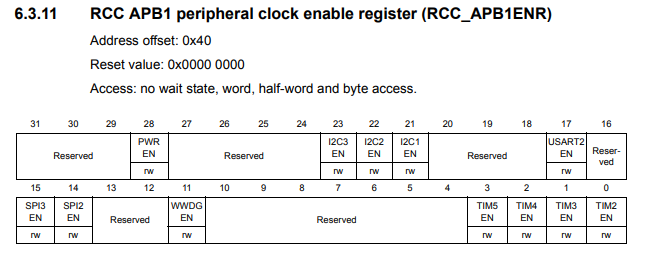 6.3.11 RCC APB1 peripheral clock enable register (RCC_APB1ENR)
Address offset: 0x40
Reset value: 0x0000 0000
Access: no wait state, word, half-word and byte access.
31 30 29 28 27 26 25 24 23 22 21 20 19 18 17 16
Reserved PWR EN Reserved I2C3 EN I2C2 EN I2C1 EN Reserved USART2 EN Reser-ved
rw rw rw rw rw
15 14 13 12 11 10 9 8 7 6 5 4 3 2 1 0
SPI3 EN SPI2 EN Reserved WWDG EN Reserved TIM5 EN TIM4 EN TIM3 EN TIM2 EN
rw rw rw rw rw rw rw